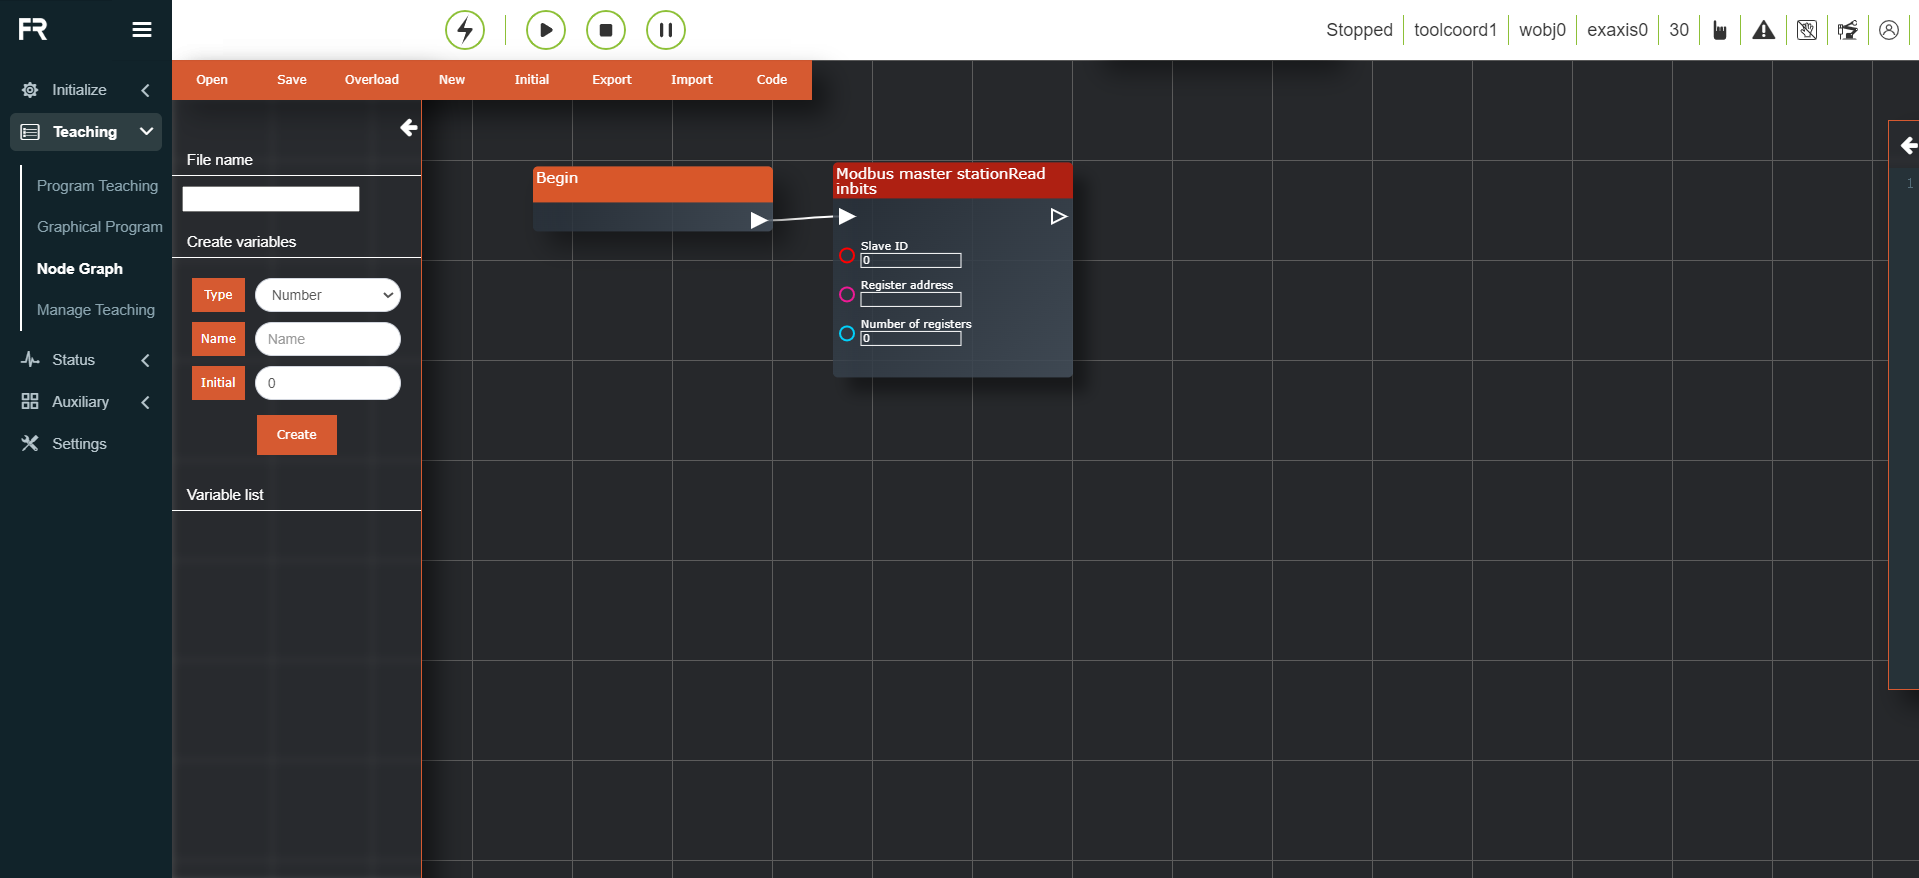 FR
Stopped
toolcoord1
wobj0
exaxis0
30
Open
Save
Overload
New
Initial
Export
Import
Code
Initialize
Teaching
Program Teaching
Graphical Program
Node Graph
Manage Teaching
Status
Auxiliary
Settings
File name
Create variables
Type
Number
Name
Name
Initial
0
Create
Variable list
Begin
Modbus master stationRead
inbits
Slave ID
0
Register address
Number of registers
0
1